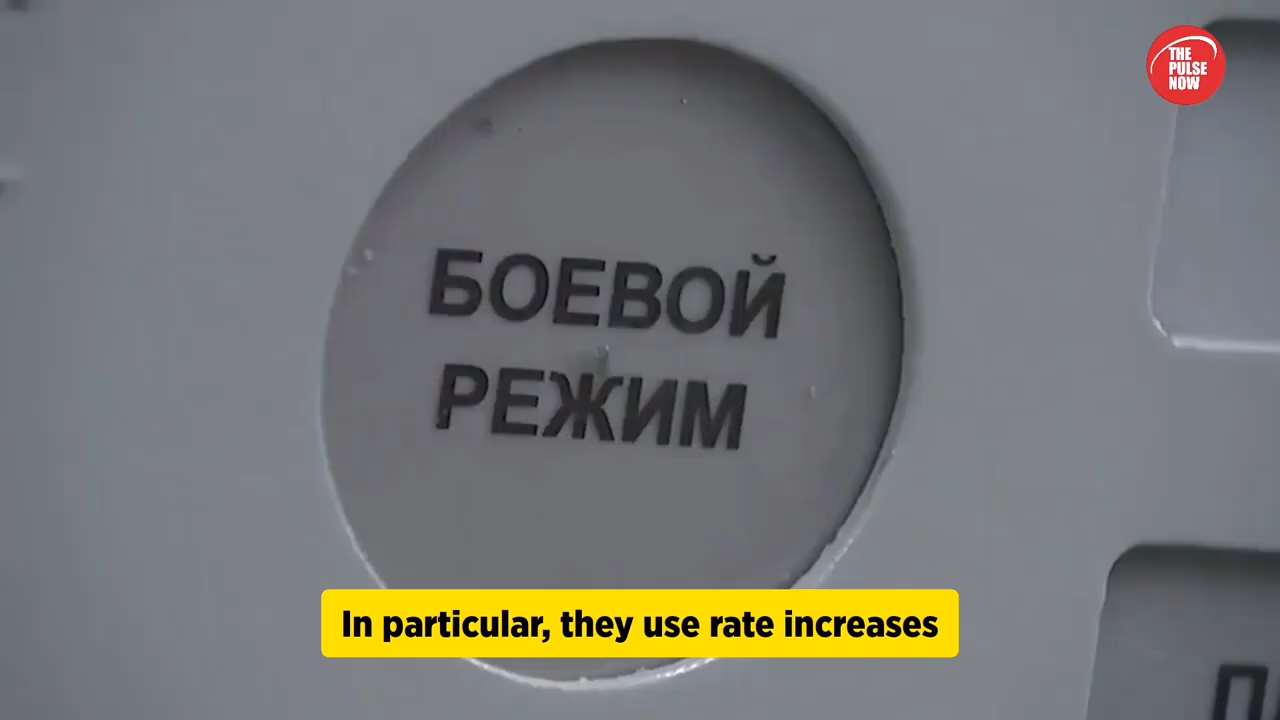 THE
PULSE
NOW
БОЕВОЙ
РЕЖИМ
In particular, they use rate increases